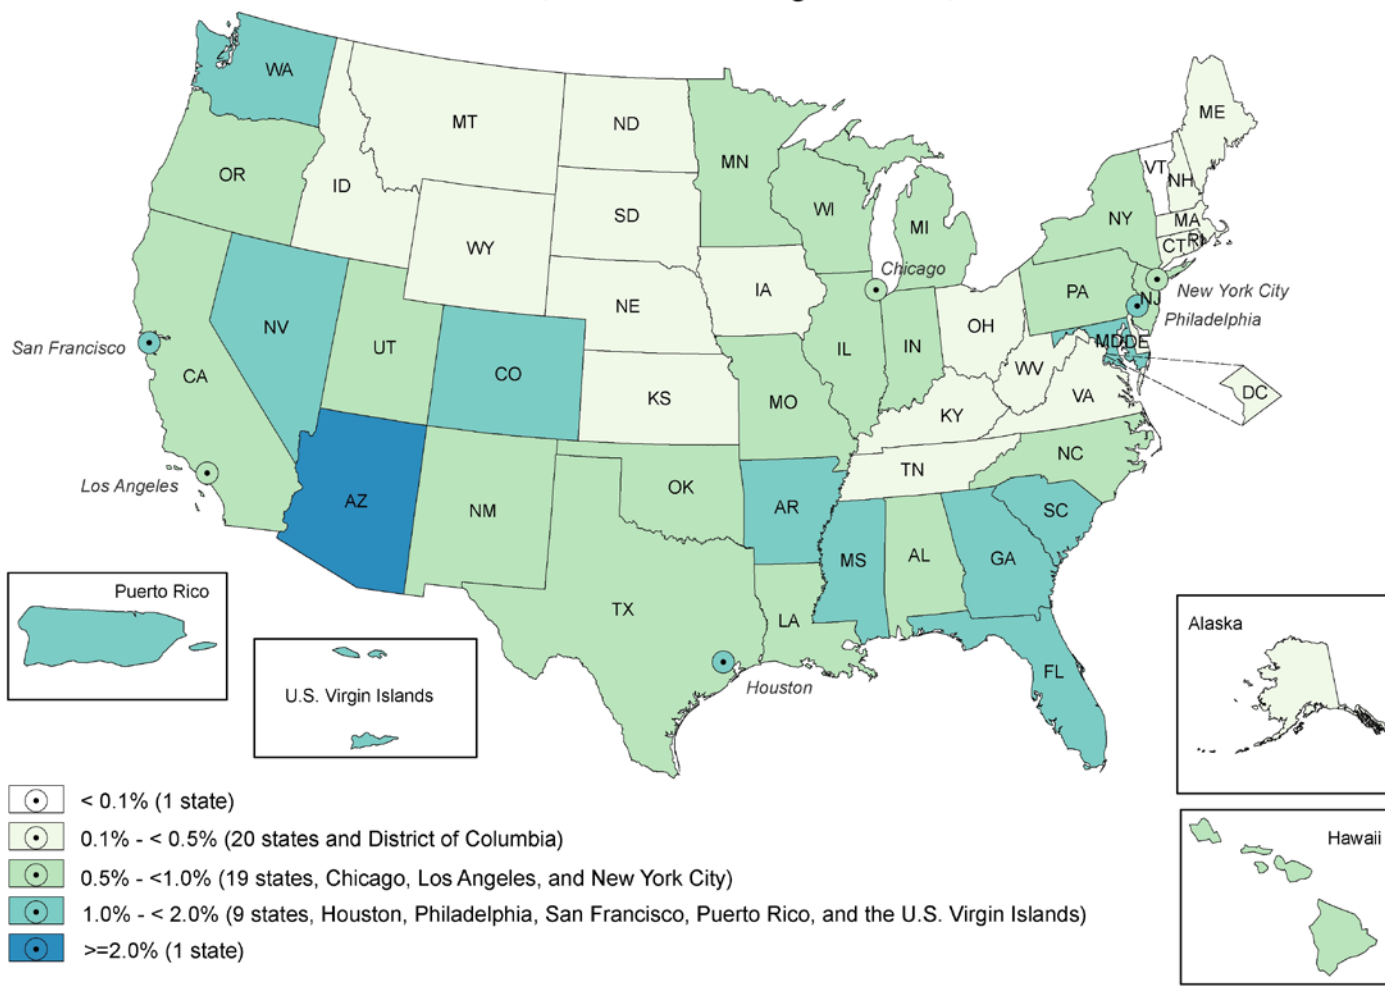 WA
MT
ND
MN
ME
OR
ID
SD
WI
MI
VT
NH
NY
MA
CT
RI
WY
IA
Chicago
PA
NJ
New York City
Philadelphia
NE
OH
NV
UT
CO
IL
IN
MD
DE
San Francisco
CA
KS
MO
WV
VA
DC
KY
NC
TN
Los Angeles
AZ
NM
OK
AR
SC
MS
AL
GA
TX
LA
FL
Houston
Puerto Rico
U.S. Virgin Islands
Alaska
Hawaii
< 0.1% (1 state)
0.1% - < 0.5% (20 states and District of Columbia)
0.5% - <1.0% (19 states, Chicago, Los Angeles, and New York City)
1.0% - < 2.0% (9 states, Houston, Philadelphia, San Francisco, Puerto Rico, and the U.S. Virgin Islands)
>=2.0% (1 state)